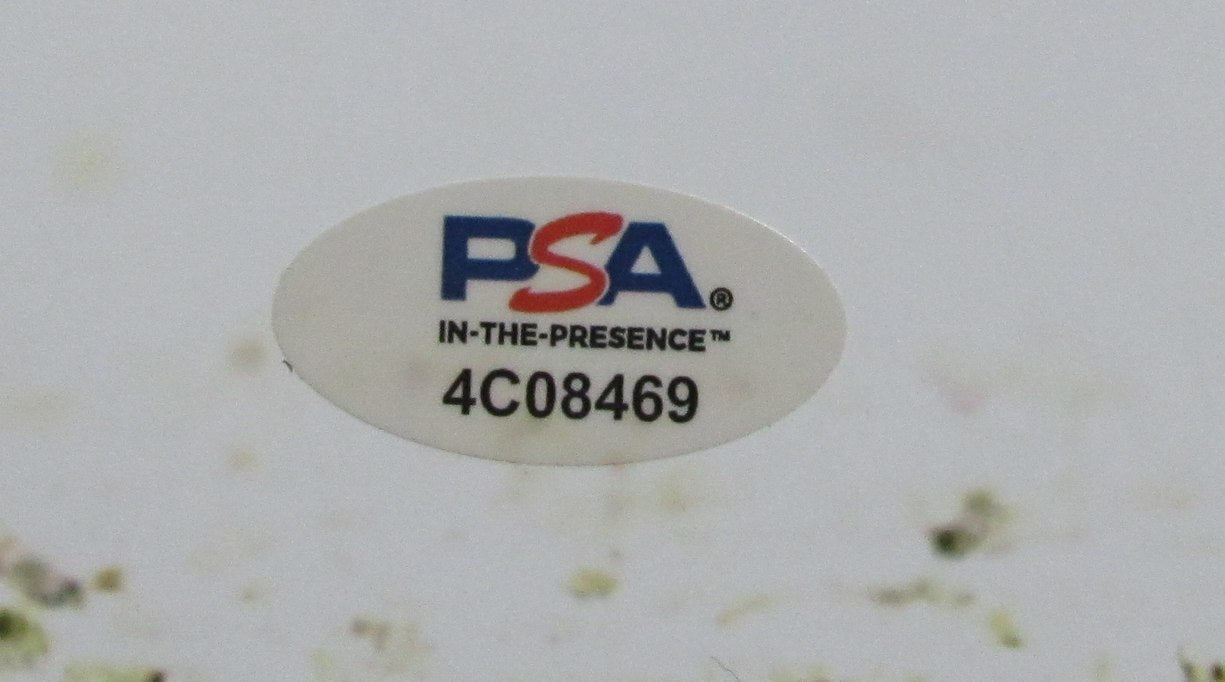 PSA®
IN-THE-PRESENCE™
4C08469